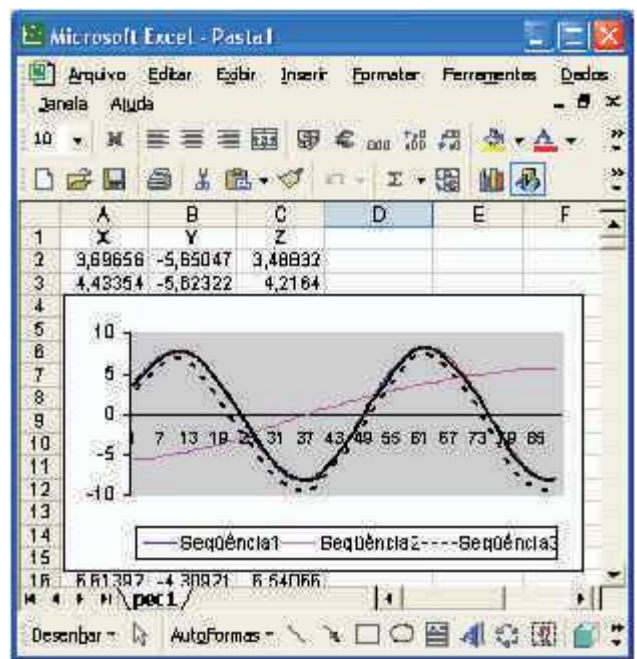 Microsoft Excel - Pasta1
Arquivo Editar Exibir Inserir Formatar Ferramentas Dados
Janela Ajuda
10
A B C D E F
1 X Y Z
2 3,69656 -5,65047 3,48832
3 4,43354 -5,62322 4,2164
4
5
6
7
8
9
10
11
12
13
14
15
16 6,61397 -4,30921 6,54066
10
5
0
-5
-10
1 7 13 19 25 31 37 43 49 55 61 67 73 79 85
Seqüência1 Seqüência2 Seqüência3
Desenhar AutoFormas